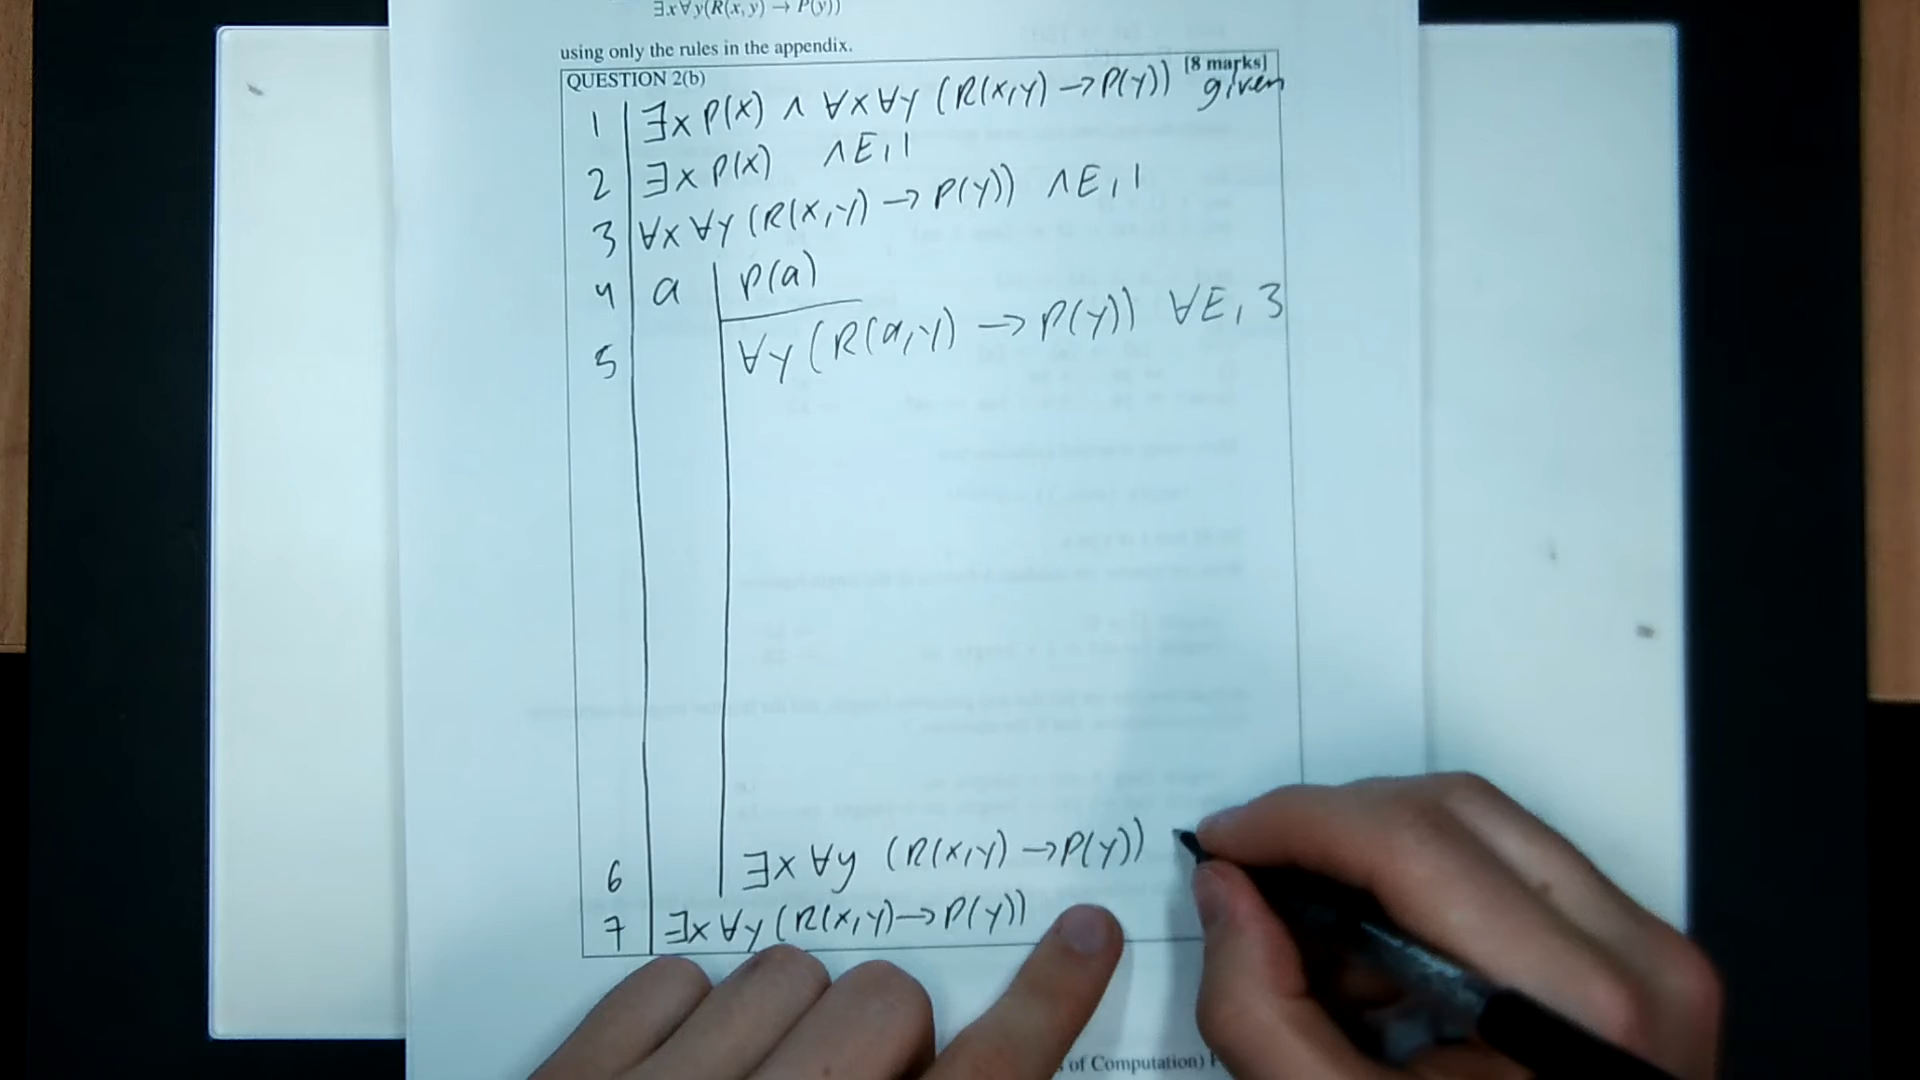 ∃x∀y(R(x, y) → P(y))
using only the rules in the appendix.
QUESTION 2(b) [8 marks]
1 ∃x P(x) ∧ ∀x∀y (R(x,y) → P(y)) given
2 ∃x P(x) ∧E, 1
3 ∀x ∀y (R(x,y) → P(y)) ∧E, 1
4 a P(a)
5 ∀y (R(a,y) → P(y)) ∀E, 3
6 ∃x ∀y (R(x,y) → P(y))
7 ∃x ∀y (R(x,y) → P(y))
of Computation)